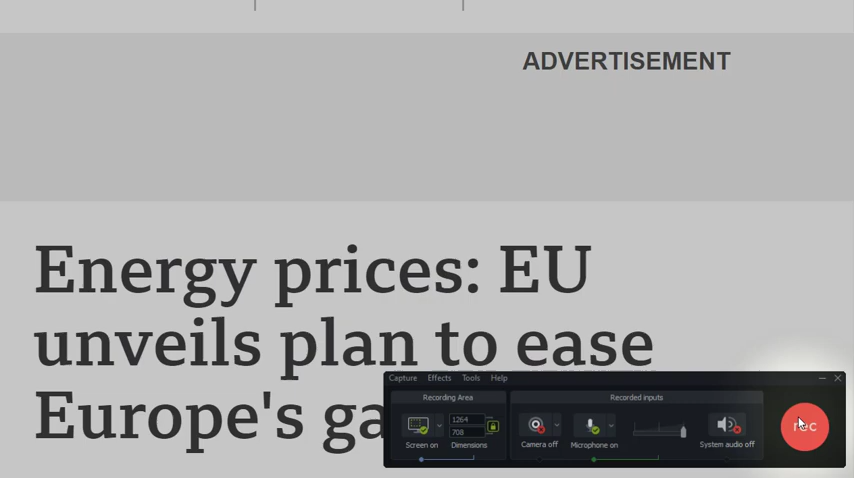 ADVERTISEMENT
Energy prices: EU
unveils plan to ease
Europe's ga
Capture Effects Tools Help
Recording Area
Recorded inputs
1264
708
Screen on
Dimensions
Camera off
Microphone on
System audio off
rec